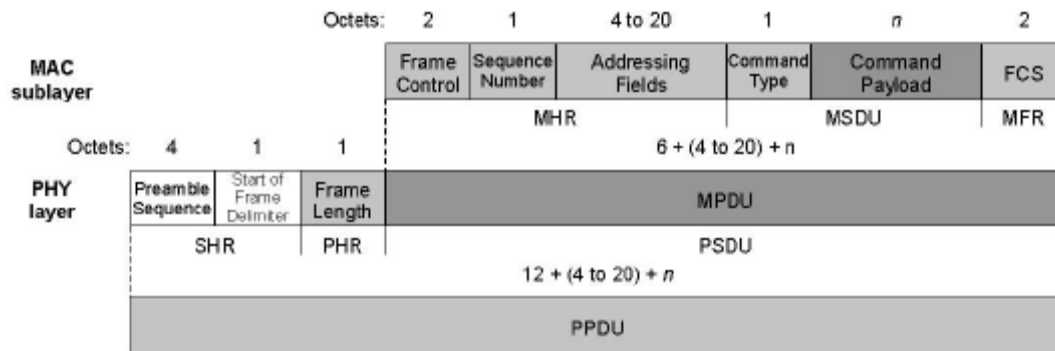 Octets: 2 1 4 to 20 1 n 2
MAC sublayer
Frame Control
Sequence Number
Addressing Fields
Command Type
Command Payload
FCS
MHR MSDU MFR
Octets: 4 1 1 6 + (4 to 20) + n
PHY layer
Preamble Sequence
Start of Frame Delimiter
Frame Length
MPDU
SHR PHR PSDU
12 + (4 to 20) + n
PPDU